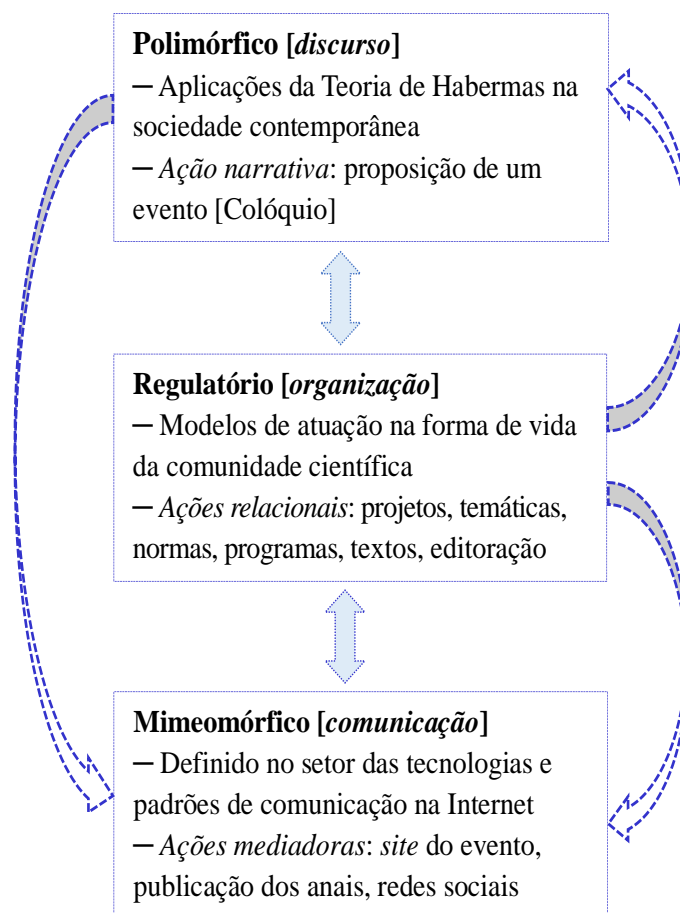 Polimórfico [discurso]
— Aplicações da Teoria de Habermas na
sociedade contemporânea
— Ação narrativa: proposição de um
evento [Colóquio]
Regulatório [organização]
— Modelos de atuação na forma de vida
da comunidade científica
— Ações relacionais: projetos, temáticas,
normas, programas, textos, editoração
Mimeomórfico [comunicação]
— Definido no setor das tecnologias e
padrões de comunicação na Internet
— Ações mediadoras: site do evento,
publicação dos anais, redes sociais